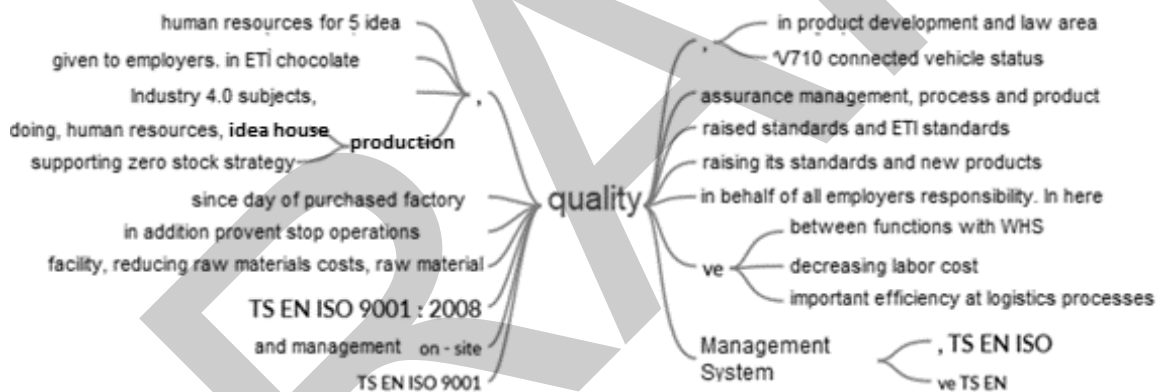 human resources for 5 idea
given to employers. in ETİ chocolate
Industry 4.0 subjects,
,
doing, human resources, idea house
production
supporting zero stock strategy
since day of purchased factory
in addition provent stop operations
facility, reducing raw materials costs, raw material
TS EN ISO 9001 : 2008
and management on - site
TS EN ISO 9001
quality
,
in product development and law area
V710 connected vehicle status
assurance management, process and product
raised standards and ETI standards
raising its standards and new products
in behalf of all employers responsibility. In here
ve
between functions with WHS
decreasing labor cost
important efficiency at logistics processes
Management
System
, TS EN ISO
ve TS EN